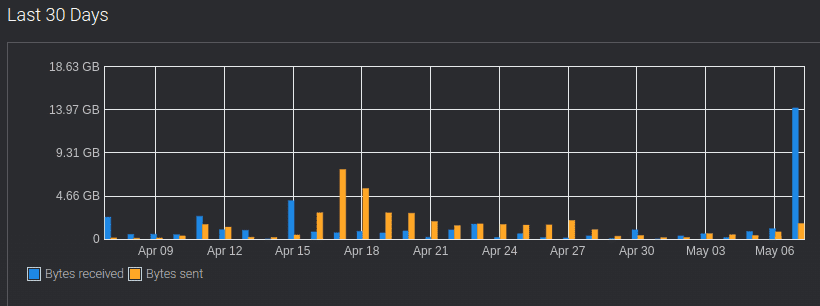 Last 30 Days
18.63 GB
13.97 GB
9.31 GB
4.66 GB
0
Apr 09 Apr 12 Apr 15 Apr 18 Apr 21 Apr 24 Apr 27 Apr 30 May 03 May 06
Bytes received Bytes sent